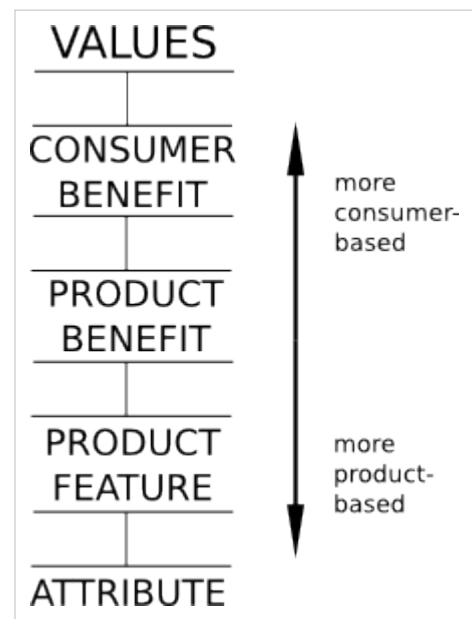 VALUES
CONSUMER
BENEFIT
more
consumer-
based
PRODUCT
BENEFIT
PRODUCT
FEATURE
more
product-
based
ATTRIBUTE